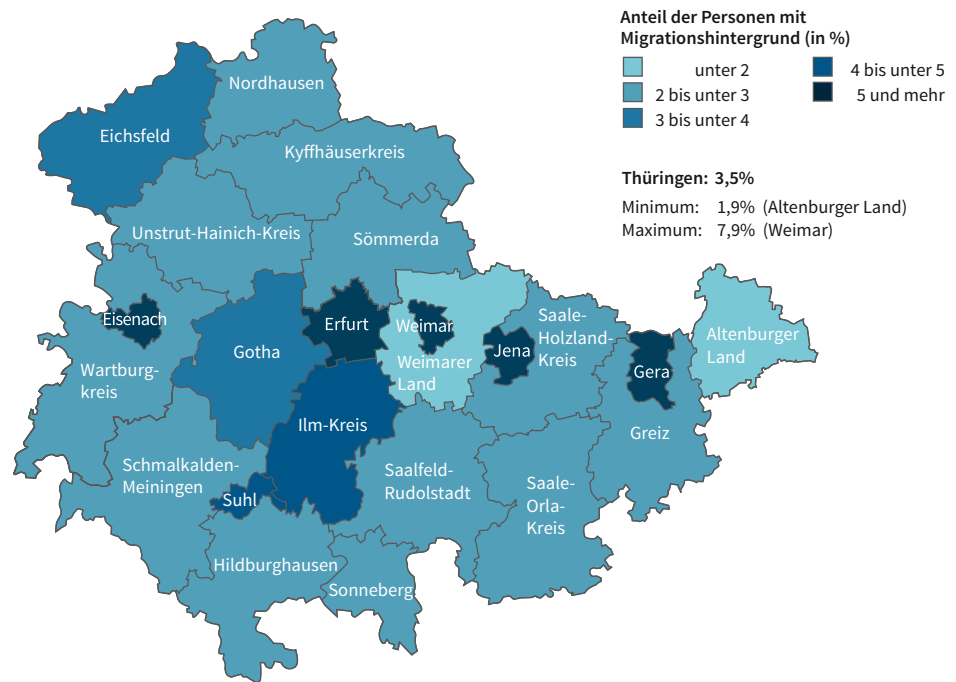 Anteil der Personen mit
Migrationshintergrund (in %)
unter 2
2 bis unter 3
3 bis unter 4
4 bis unter 5
5 und mehr
Thüringen: 3,5%
Minimum: 1,9% (Altenburger Land)
Maximum: 7,9% (Weimar)
Nordhausen
Eichsfeld
Kyffhäuserkreis
Unstrut-Hainich-Kreis
Sömmerda
Eisenach
Erfurt
Weimar
Saale-
Holzland-
Kreis
Altenburger
Land
Gotha
Weimarer
Land
Jena
Gera
Wartburg-
kreis
Ilm-Kreis
Greiz
Schmalkalden-
Meiningen
Saalfeld-
Rudolstadt
Saale-
Orla-
Kreis
Suhl
Hildburghausen
Sonneberg